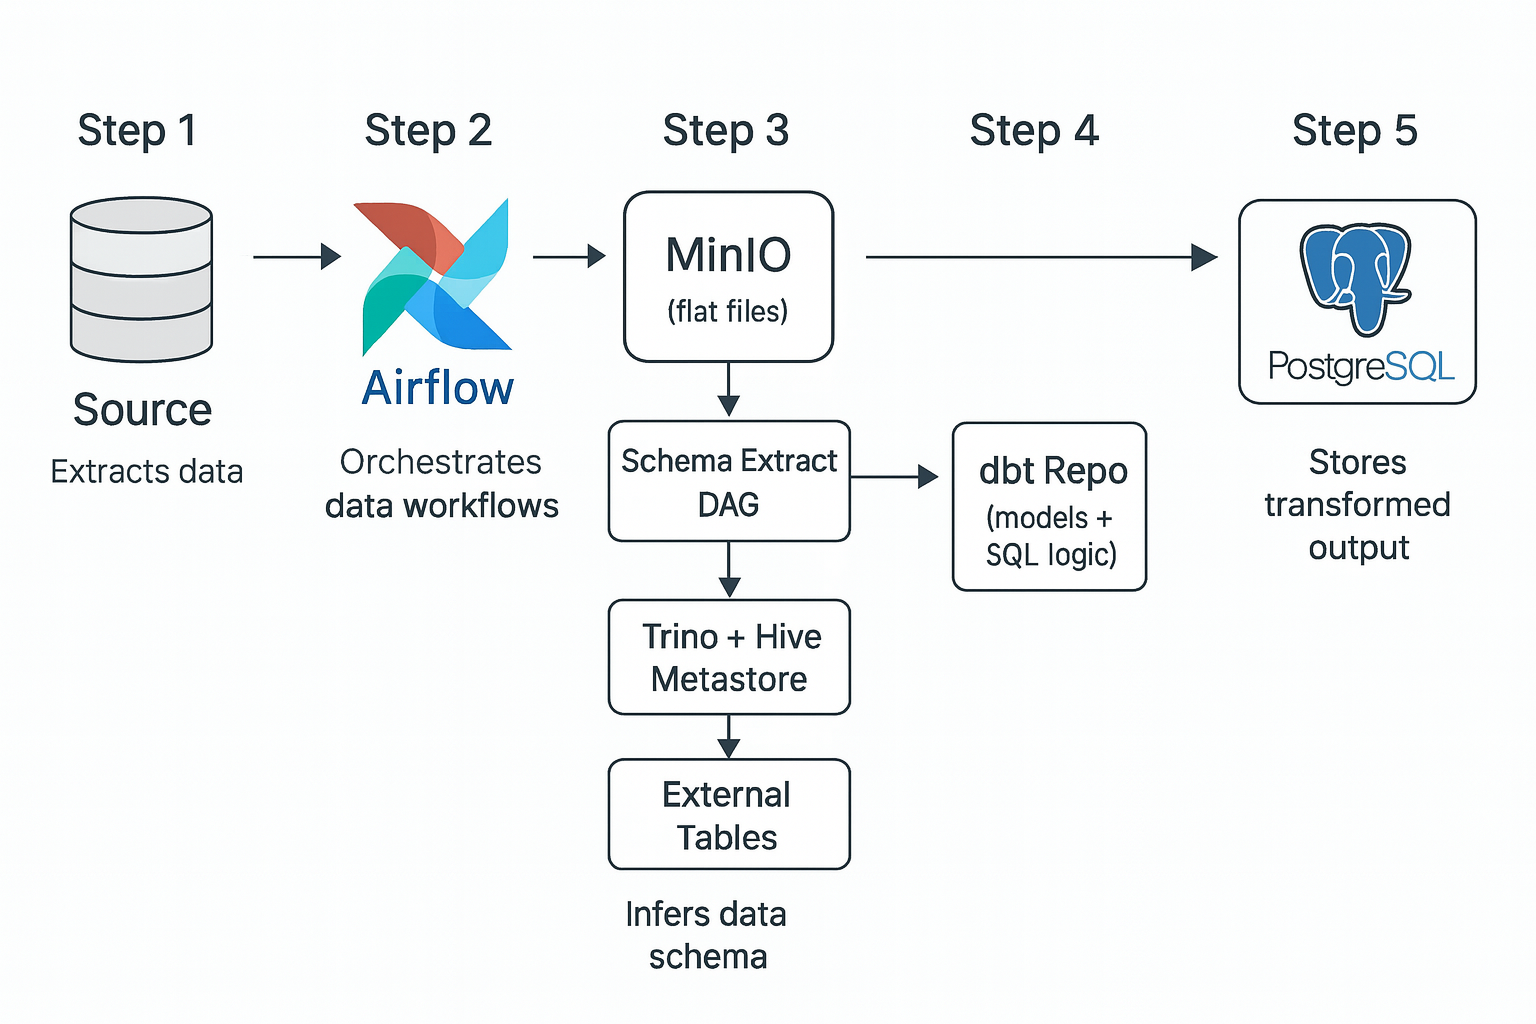 Step 1
Step 2
Step 3
Step 4
Step 5
Source
Extracts data
Airflow
Orchestrates
data workflows
MinIO
(flat files)
Schema Extract
DAG
Trino + Hive
Metastore
External
Tables
Infers data
schema
dbt Repo
(models +
SQL logic)
PostgreSQL
Stores
transformed
output